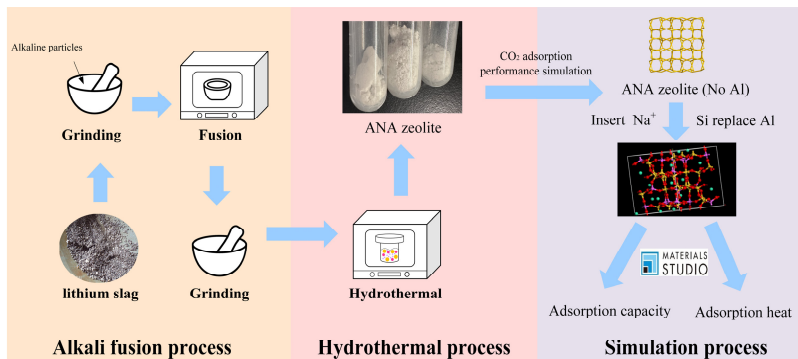 Alkaline particles
Grinding
Fusion
lithium slag
Grinding
Alkali fusion process
ANA zeolite
Hydrothermal
Hydrothermal process
CO₂ adsorption
performance simulation
ANA zeolite (No Al)
Insert Na⁺
Si replace Al
MATERIALS
STUDIO
Adsorption capacity
Adsorption heat
Simulation process